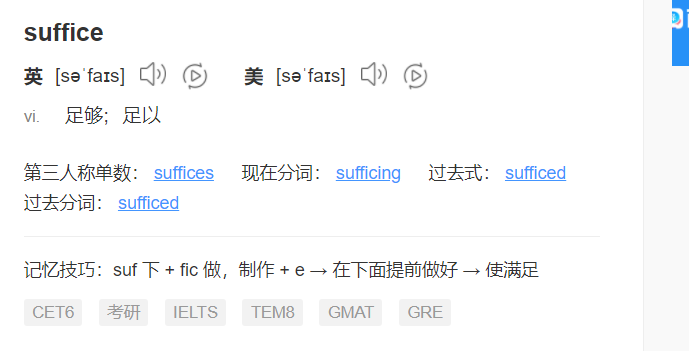 suffice
英 [səˈfaɪs] 美 [səˈfaɪs]
vi. 足够；足以
第三人称单数： suffices 现在分词： sufficing 过去式： sufficed
过去分词： sufficed
记忆技巧：suf 下 + fic 做，制作 + e → 在下面提前做好 → 使满足
CET6 考研 IELTS TEM8 GMAT GRE